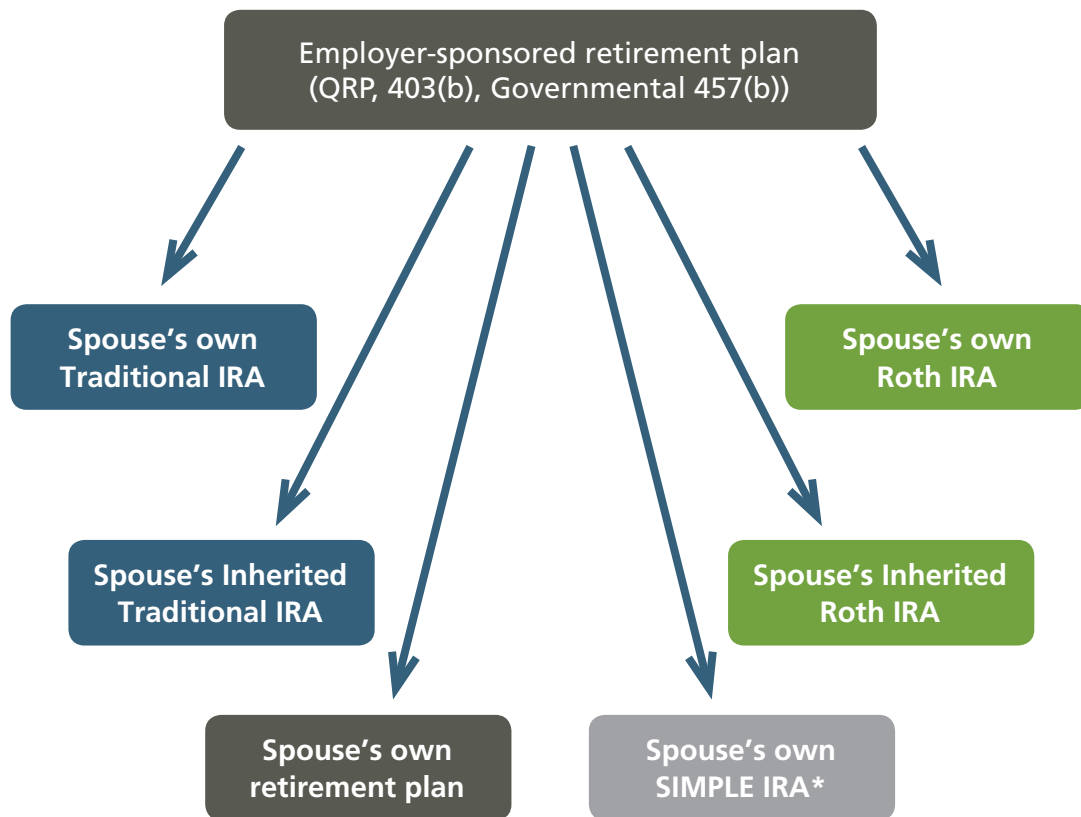 Employer-sponsored retirement plan
(QRP, 403(b), Governmental 457(b))
Spouse’s own
Traditional IRA
Spouse’s own
Roth IRA
Spouse’s Inherited
Traditional IRA
Spouse’s Inherited
Roth IRA
Spouse’s own
retirement plan
Spouse’s own
SIMPLE IRA*